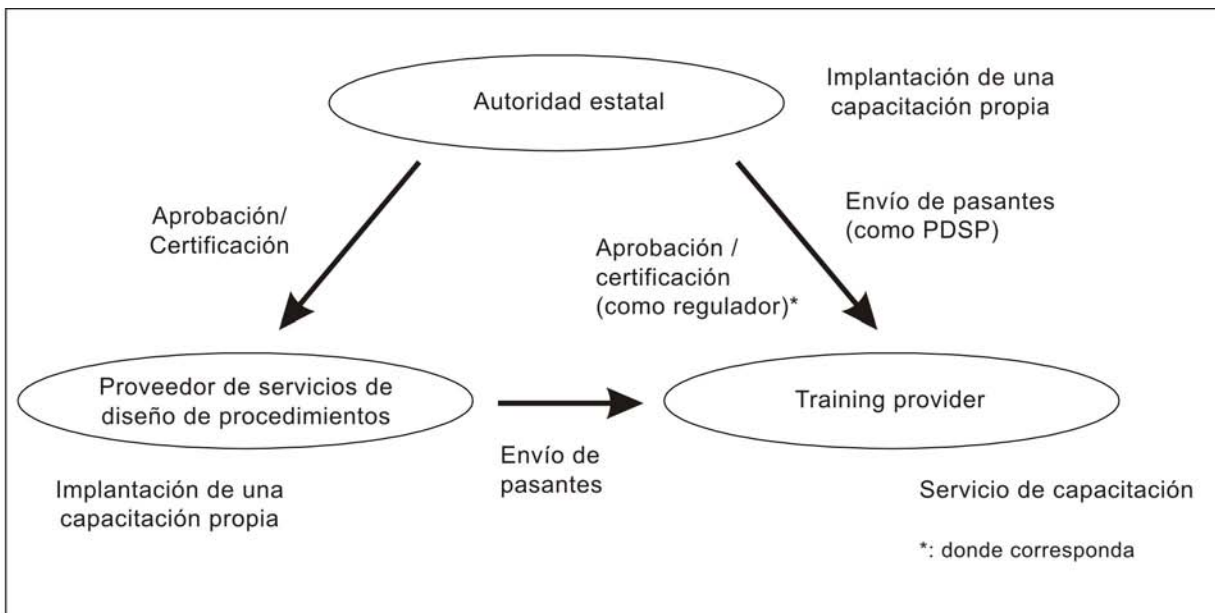 Autoridad estatal
Implantación de una
capacitación propia
Aprobación/
Certificación
Envío de pasantes
(como PDSP)
Aprobación /
certificación
(como regulador)*
Proveedor de servicios de
diseño de procedimientos
Training provider
Envío de
pasantes
Implantación de una
capacitación propia
Servicio de capacitación
*: donde corresponda